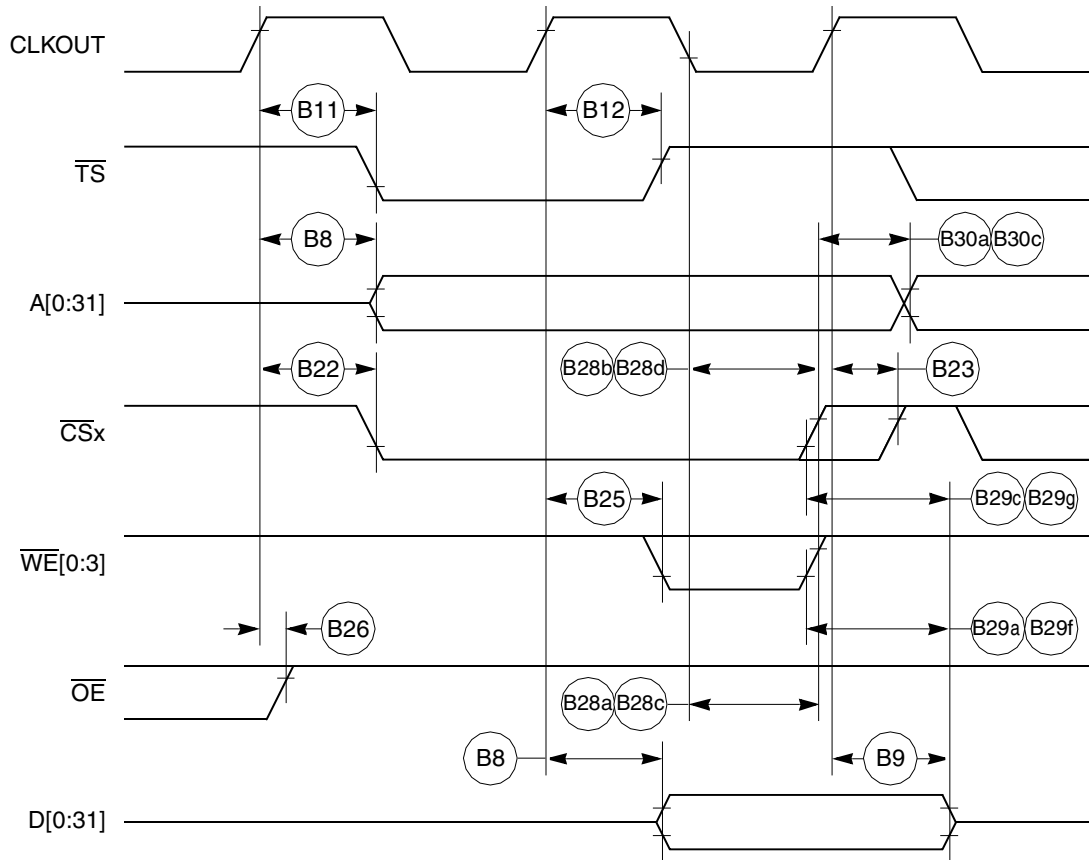 CLKOUT
B11
B12
TS
B8
B30a B30c
A[0:31]
B22
B28b B28d
B23
CSx
B25
B29c B29g
WE[0:3]
B26
B29a B29f
OE
B28a B28c
B8
B9
D[0:31]